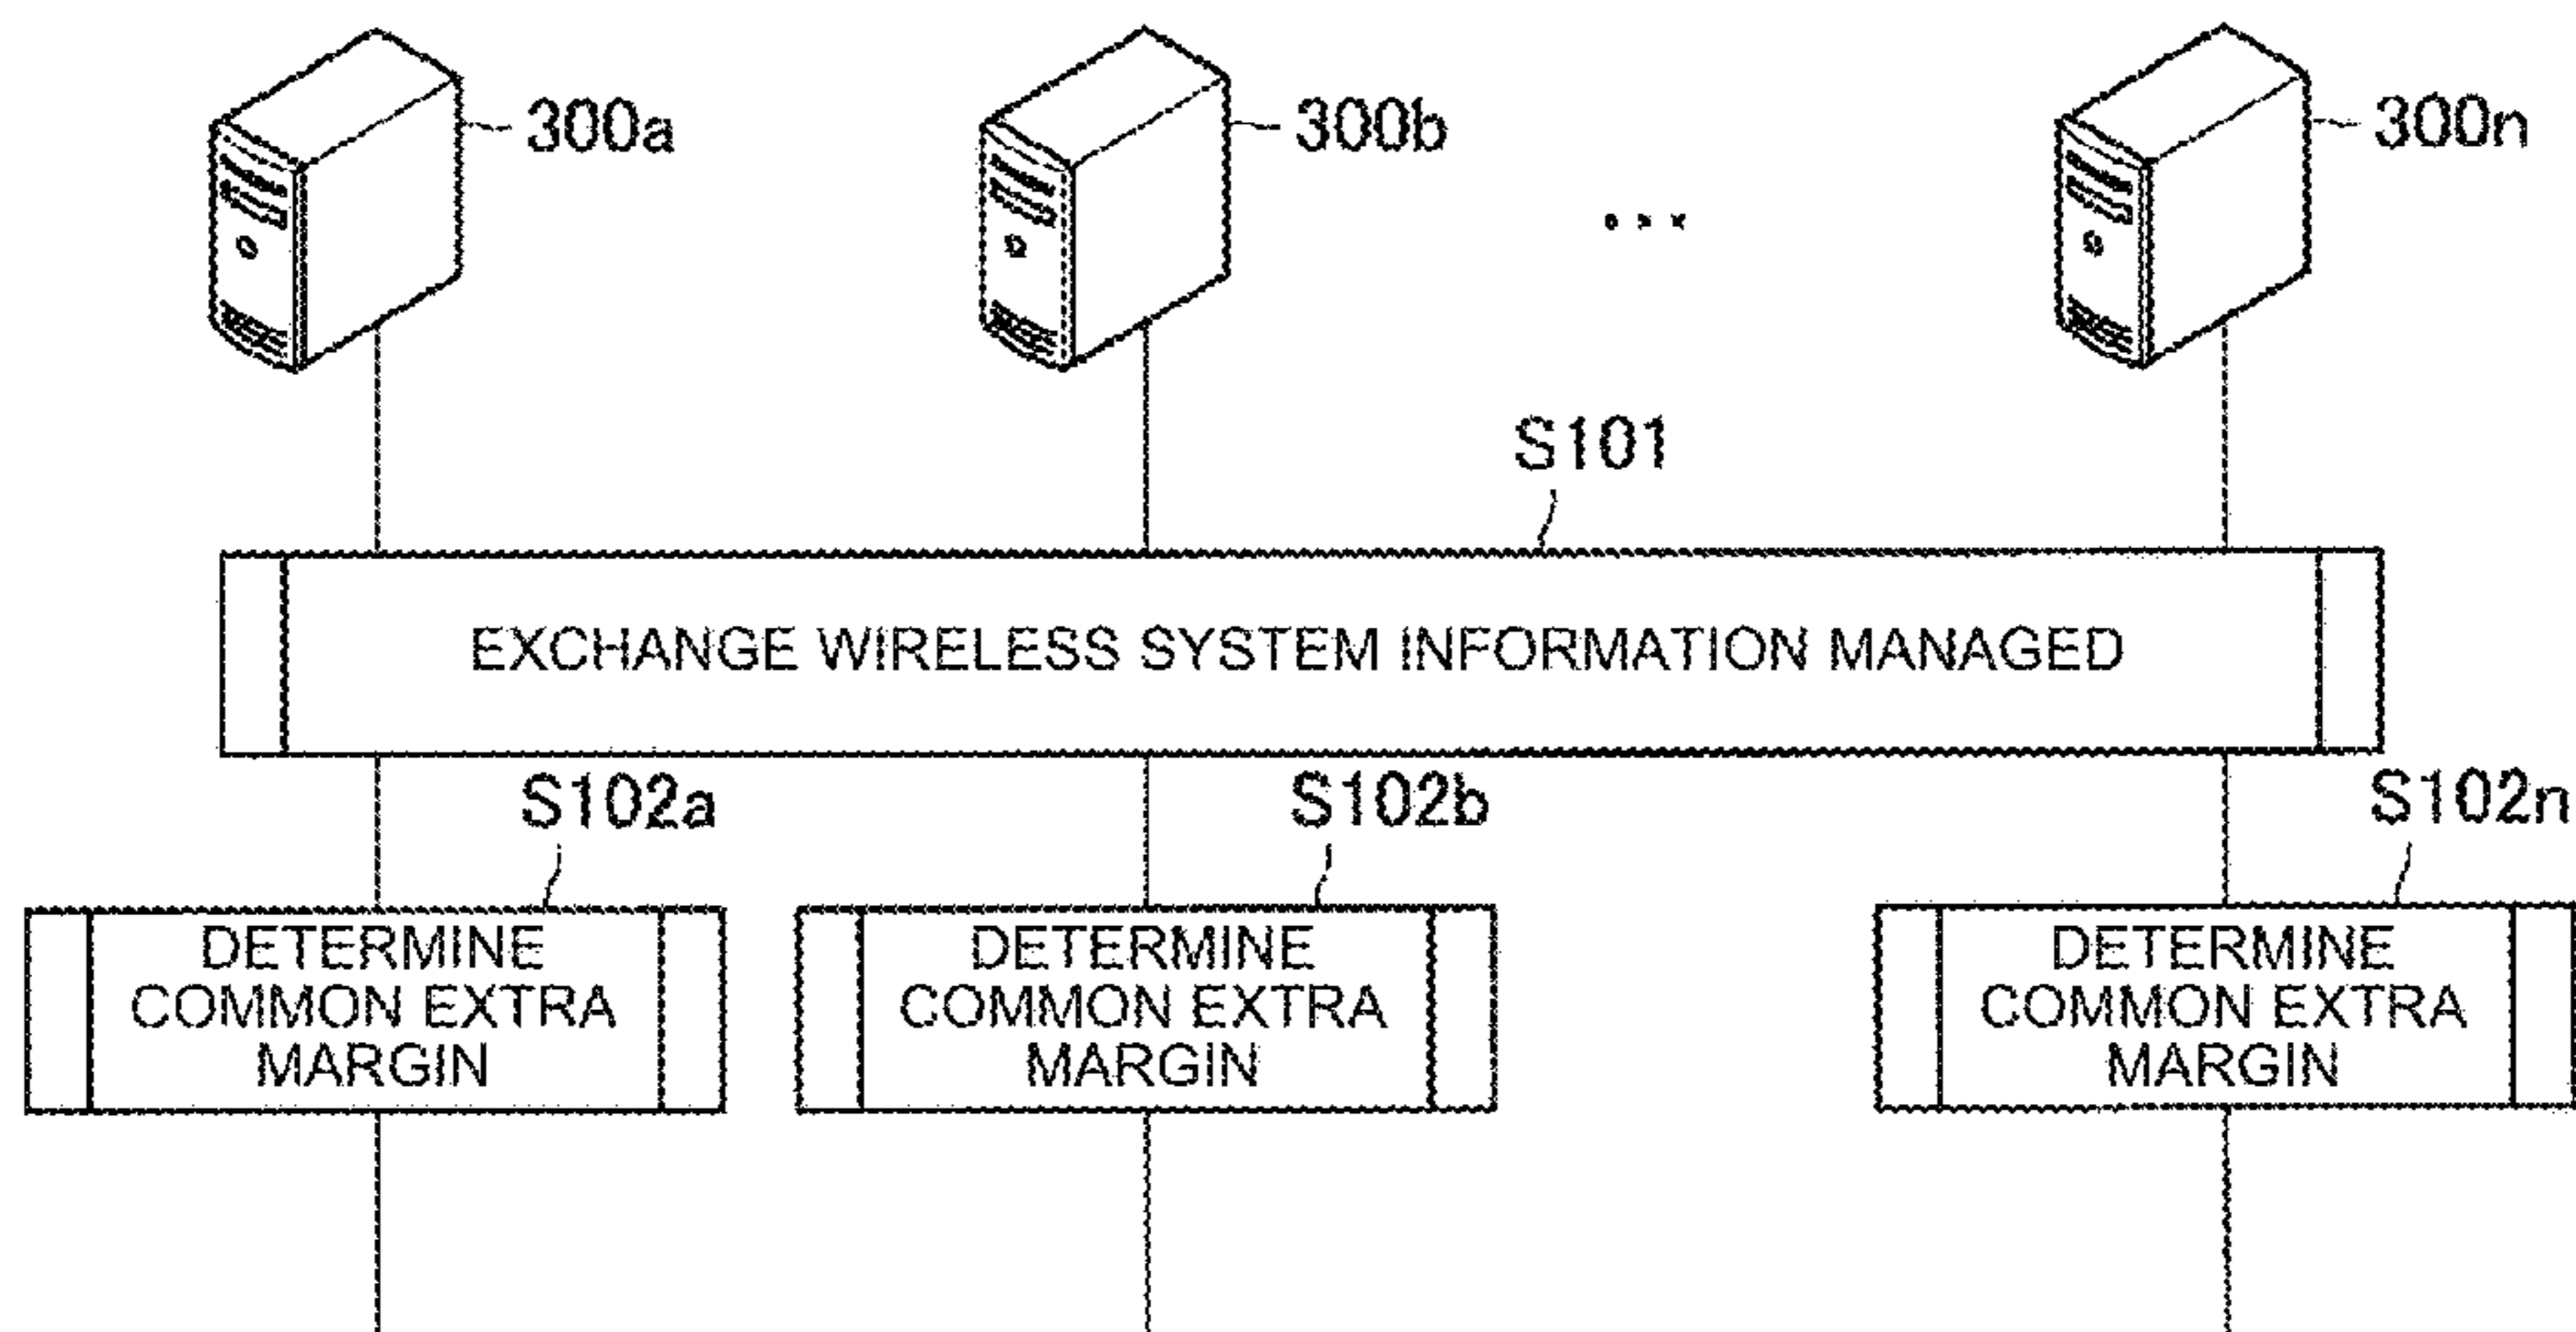 300a
300b
...
300n
S101
EXCHANGE WIRELESS SYSTEM INFORMATION MANAGED
S102a
S102b
S102n
DETERMINE
COMMON EXTRA
MARGIN
DETERMINE
COMMON EXTRA
MARGIN
DETERMINE
COMMON EXTRA
MARGIN